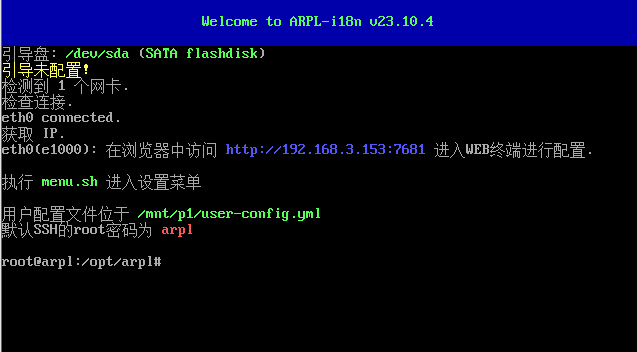 Welcome to ARPL-i18n v23.10.4
引导盘: /dev/sda (SATA flashdisk)
引导未配置!
检测到 1 个网卡.
检查连接.
eth0 connected.
获取 IP.
eth0(e1000): 在浏览器中访问 http://192.168.3.153:7681 进入WEB终端进行配置.
执行 menu.sh 进入设置菜单
用户配置文件位于 /mnt/p1/user-config.yml
默认SSH的root密码为 arpl
root@arpl:/opt/arpl#